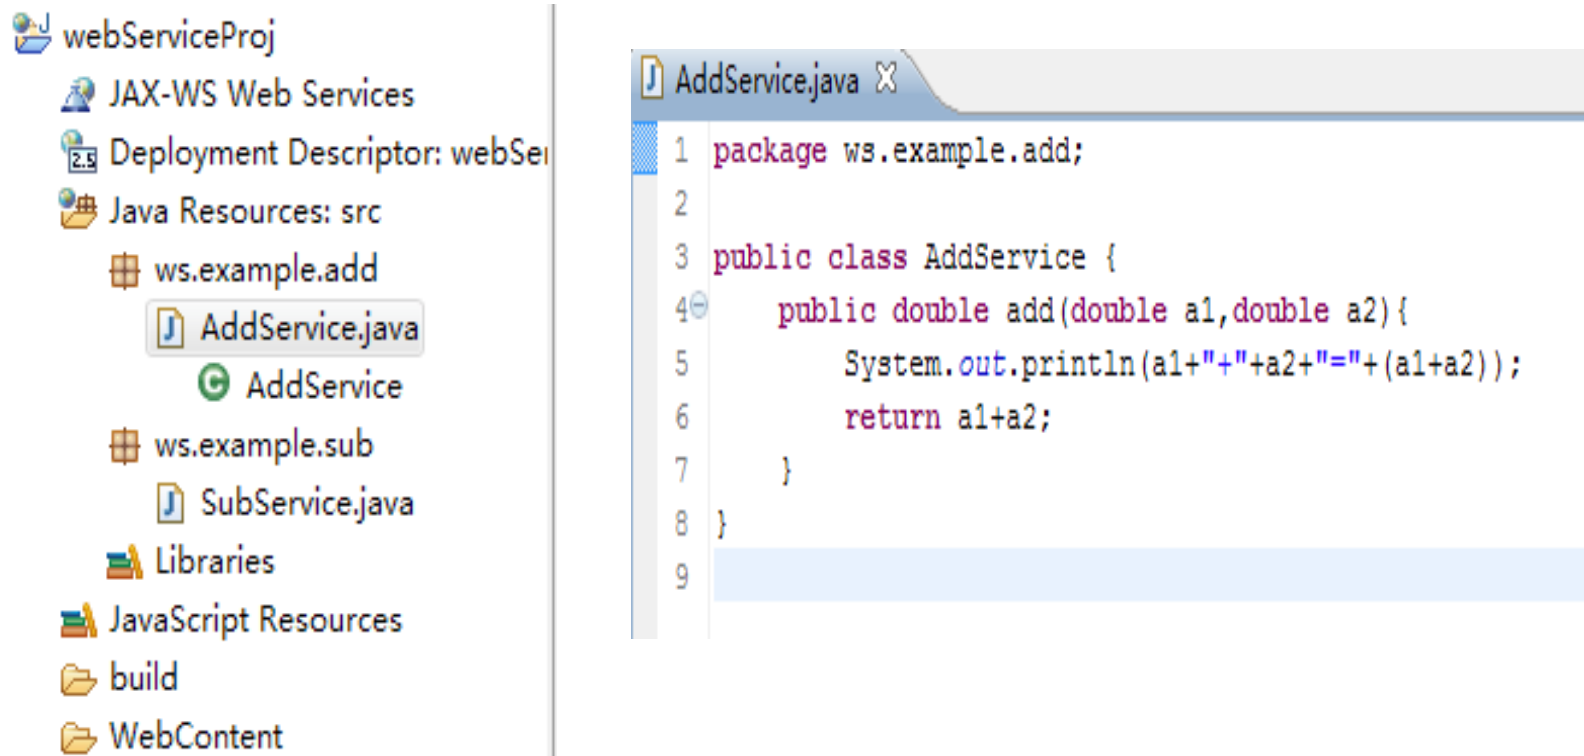 webServiceProj
JAX-WS Web Services
2.5 Deployment Descriptor: webSer
Java Resources: src
ws.example.add
AddService.java
AddService
ws.example.sub
SubService.java
Libraries
JavaScript Resources
build
WebContent
AddService.java
1 package ws.example.add;
2
3 public class AddService {
4 public double add(double a1,double a2){
5 System.out.println(a1+"+"+a2+"="+(a1+a2));
6 return a1+a2;
7 }
8 }
9